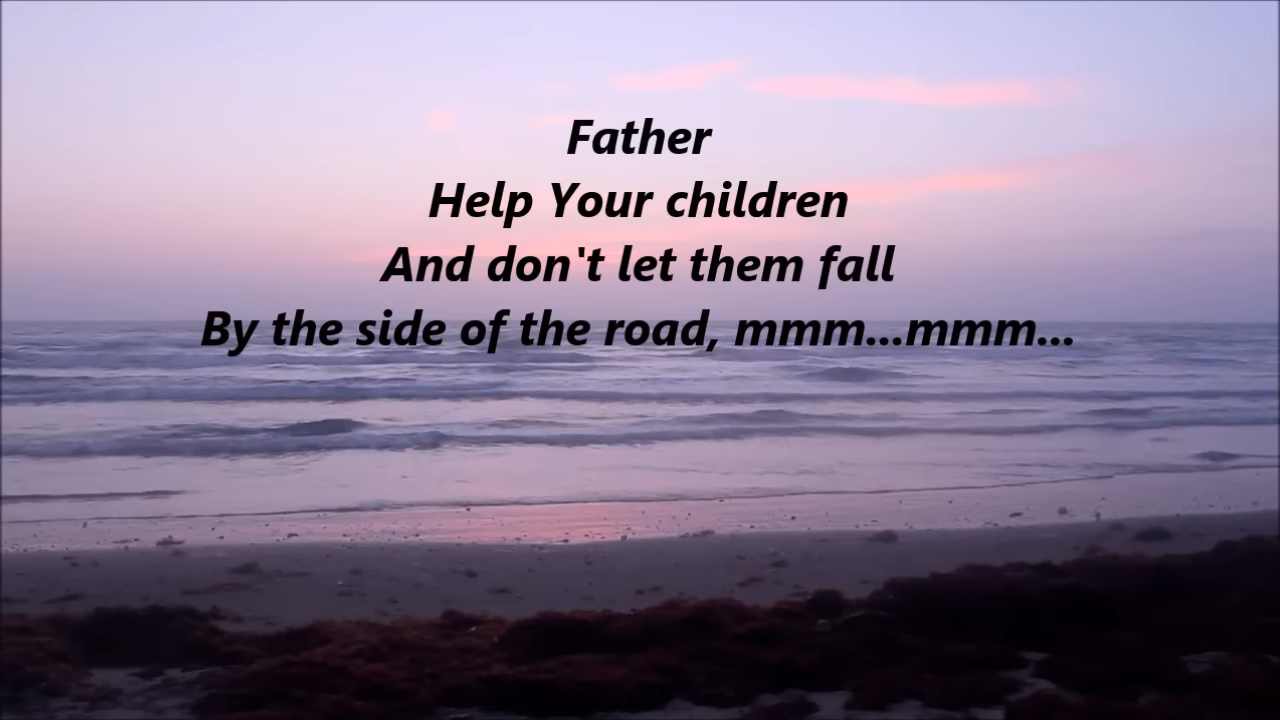 Father
Help Your children
And don't let them fall
By the side of the road, mmm...mmm...